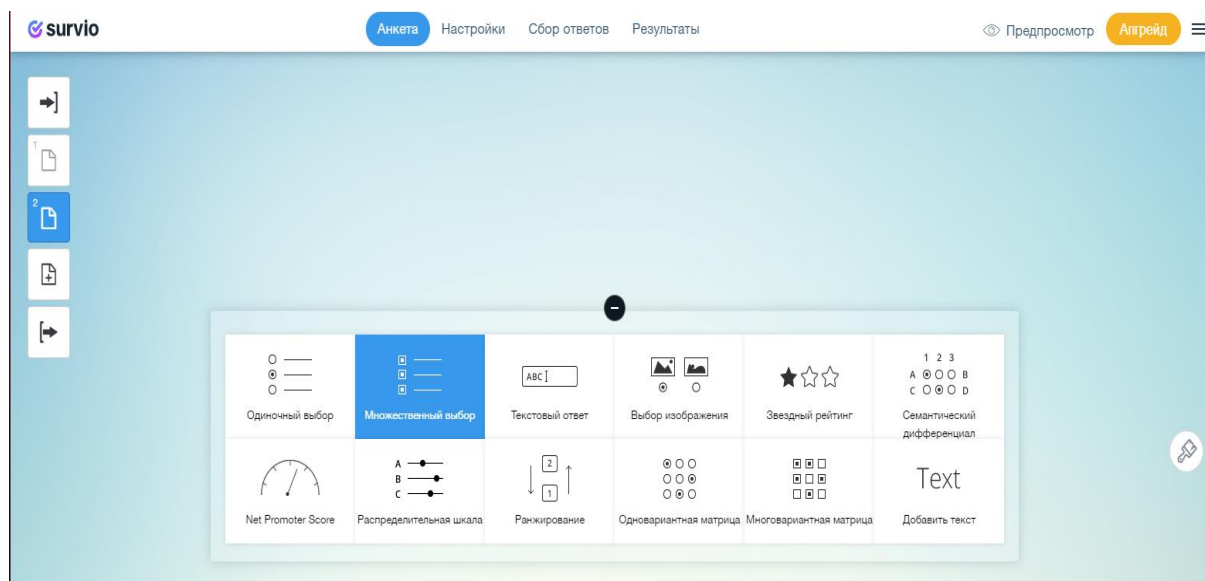 survio
Анкета Настройки Сбор ответов Результаты
Предпросмотр Апгрейд
1
2
ABC
1 2 3
A B
C D
Одиночный выбор
Множественный выбор
Текстовый ответ
Выбор изображения
Звездный рейтинг
Семантический
дифференциал
A
B
C
2
1
Text
Net Promoter Score
Распределительная шкала
Ранжирование
Одновариантная матрица
Многовариантная матрица
Добавить текст